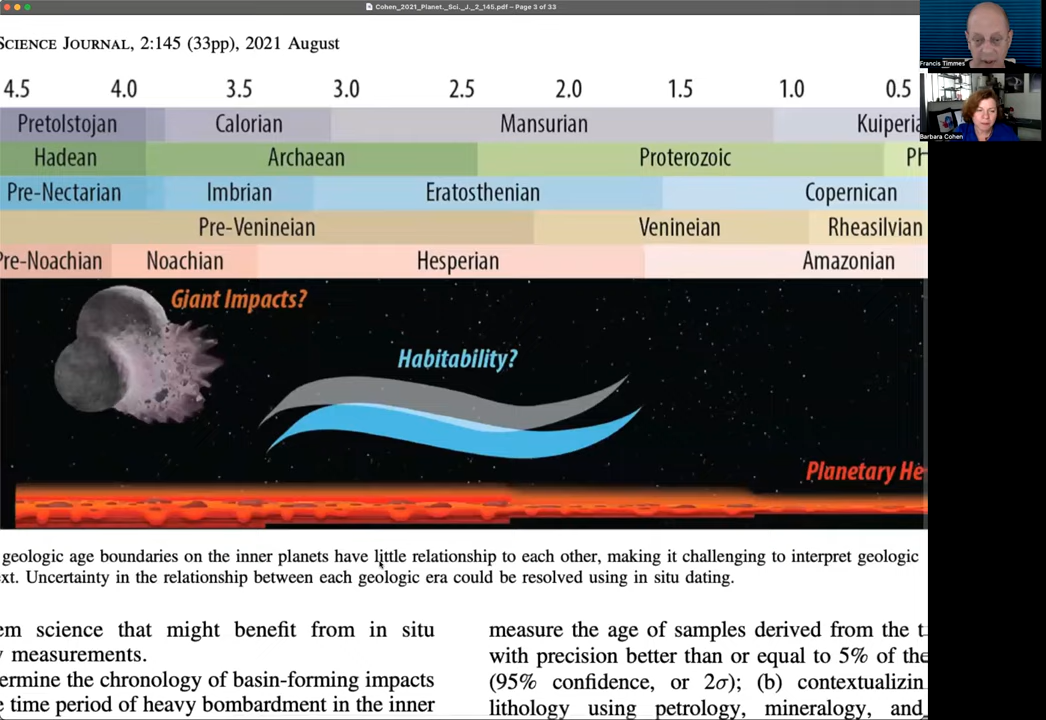 Cohen_2021_Planet._Sci._J._2_145.pdf – Page 3 of 33
SCIENCE JOURNAL, 2:145 (33pp), 2021 August
Francis Timmes
Barbara Cohen
4.5 4.0 3.5 3.0 2.5 2.0 1.5 1.0 0.5
Pretolstojan Calorian Mansurian Kuiperia
Hadean Archaean Proterozoic Ph
Pre-Nectarian Imbrian Eratosthenian Copernican
Pre-Venineian Venineian Rheasilvian
Pre-Noachian Noachian Hesperian Amazonian
Giant Impacts?
Habitability?
Planetary He
geologic age boundaries on the inner planets have little relationship to each other, making it challenging to interpret geologic
ext. Uncertainty in the relationship between each geologic era could be resolved using in situ dating.
em science that might benefit from in situ
y measurements.
ermine the chronology of basin-forming impacts
e time period of heavy bombardment in the inner
measure the age of samples derived from the t
with precision better than or equal to 5% of the
(95% confidence, or 2σ); (b) contextualizin
lithology using petrology, mineralogy, and